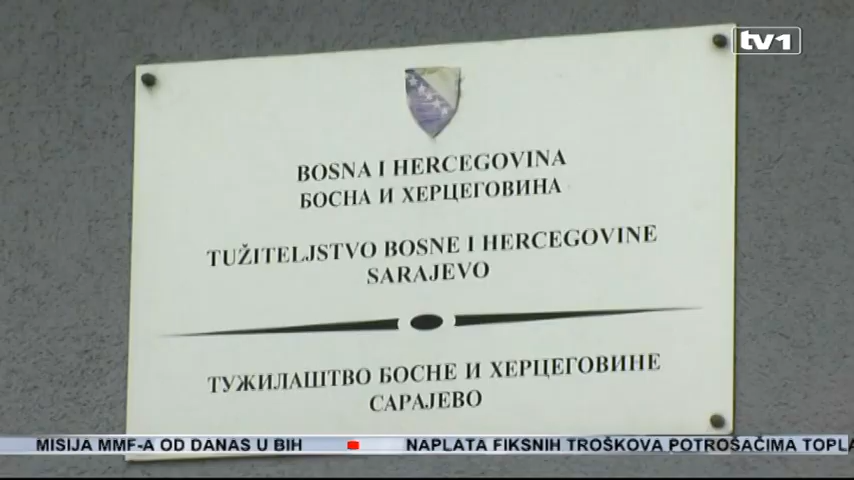 tv1
BOSNA I HERCEGOVINA
БОСНА И ХЕРЦЕГОВИНА
TUŽITELJSTVO BOSNE I HERCEGOVINE
SARAJEVO
ТУЖИЛАШТВО БОСНЕ И ХЕРЦЕГОВИНЕ
САРАЈЕВО
MISIJA MMF-A OD DANAS U BIH NAPLATA FIKSNIH TROŠKOVA POTROŠAČIMA TOPLA